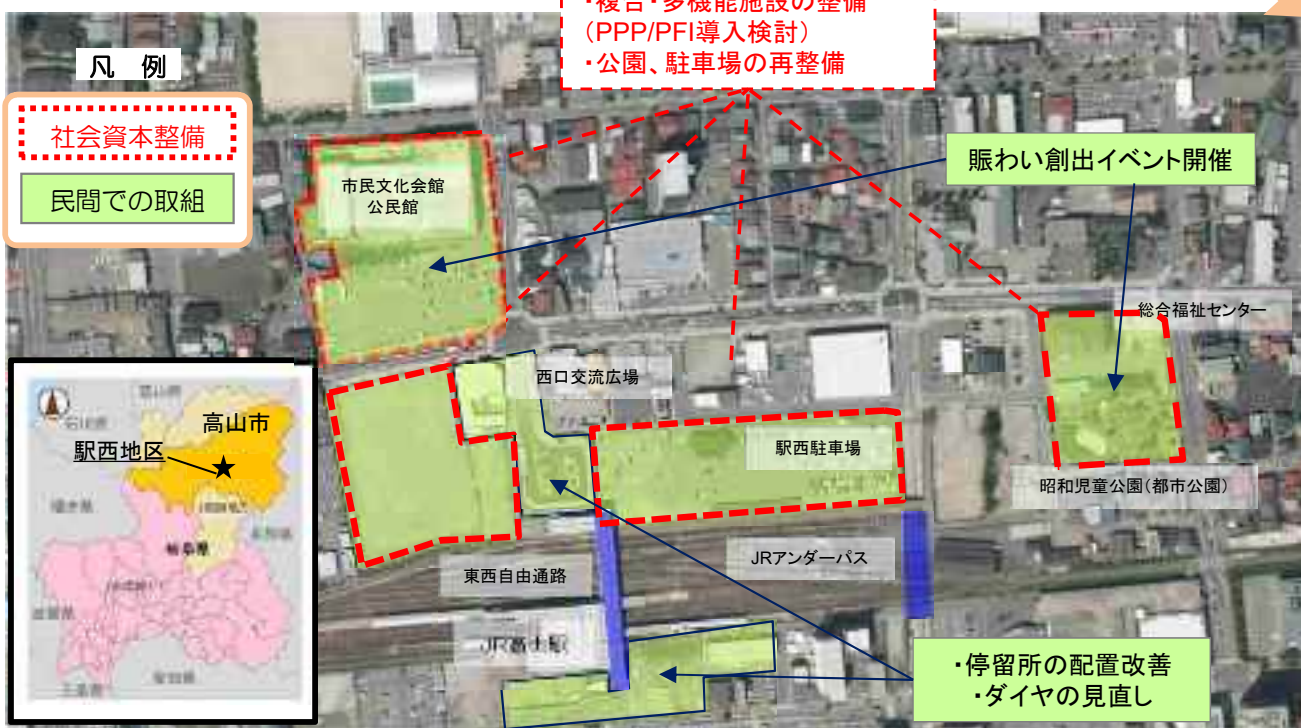 ・複合・多機能施設の整備
(PPP/PFI導入検討)
・公園、駐車場の再整備
凡 例
社会資本整備
民間での取組
賑わい創出イベント開催
市民文化会館
公民館
総合福祉センター
西口交流広場
駅西駐車場
昭和児童公園(都市公園)
高山市
駅西地区
岐阜県
東西自由通路
JRアンダーパス
JR高山駅
・停留所の配置改善
・ダイヤの見直し